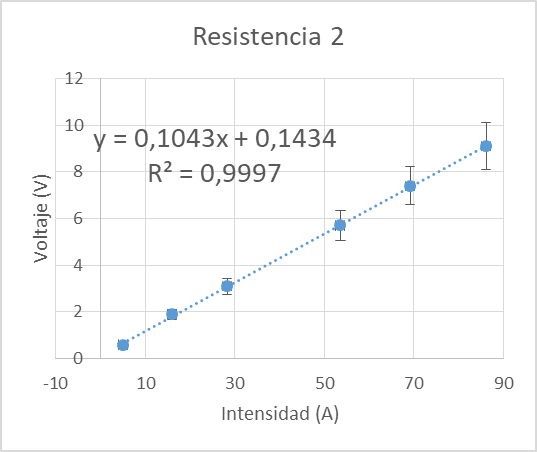 Resistencia 2
12
10
8
6
4
2
0
y = 0,1043x + 0,1434
R² = 0,9997
Voltaje (V)
-10 10 30 50 70 90
Intensidad (A)